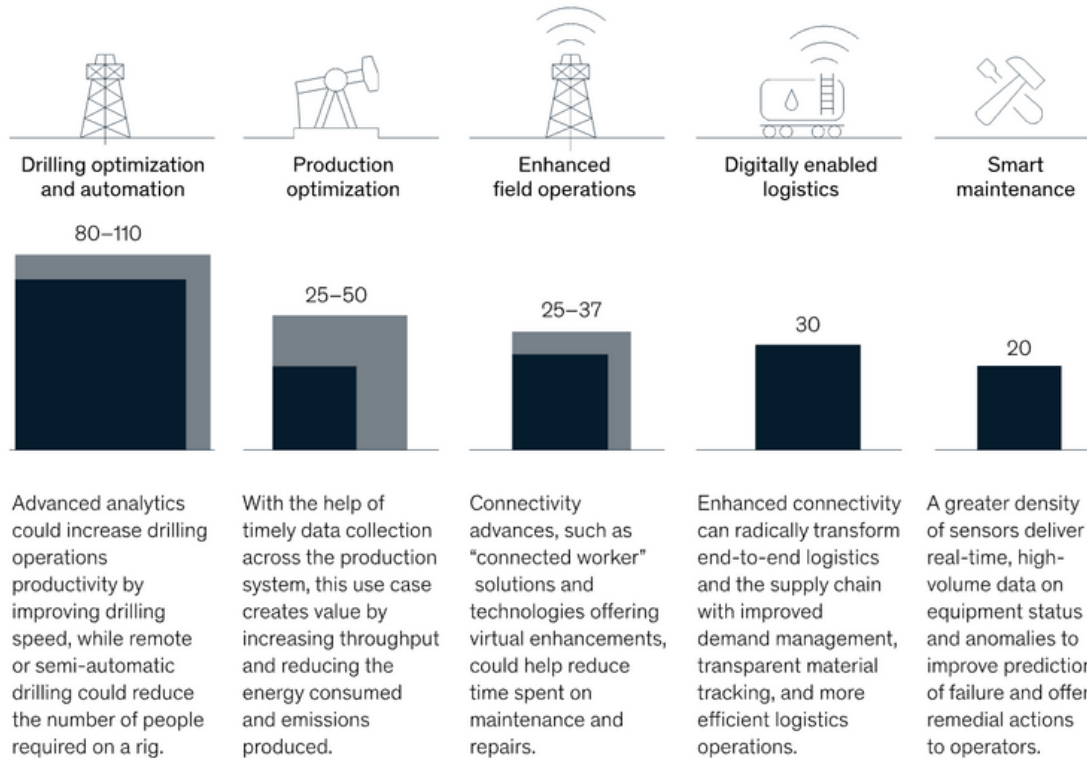 Drilling optimization
and automation
Production
optimization
Enhanced
field operations
Digitally enabled
logistics
Smart
maintenance
80–110
25–50
25–37
30
20
Advanced analytics
could increase drilling
operations
productivity by
improving drilling
speed, while remote
or semi-automatic
drilling could reduce
the number of people
required on a rig.
With the help of
timely data collection
across the production
system, this use case
creates value by
increasing throughput
and reducing the
energy consumed
and emissions
produced.
Connectivity
advances, such as
“connected worker”
solutions and
technologies offering
virtual enhancements,
could help reduce
time spent on
maintenance and
repairs.
Enhanced connectivity
can radically transform
end-to-end logistics
and the supply chain
with improved
demand management,
transparent material
tracking, and more
efficient logistics
operations.
A greater density
of sensors deliver
real-time, high-
volume data on
equipment status
and anomalies to
improve prediction
of failure and offer
remedial actions
to operators.